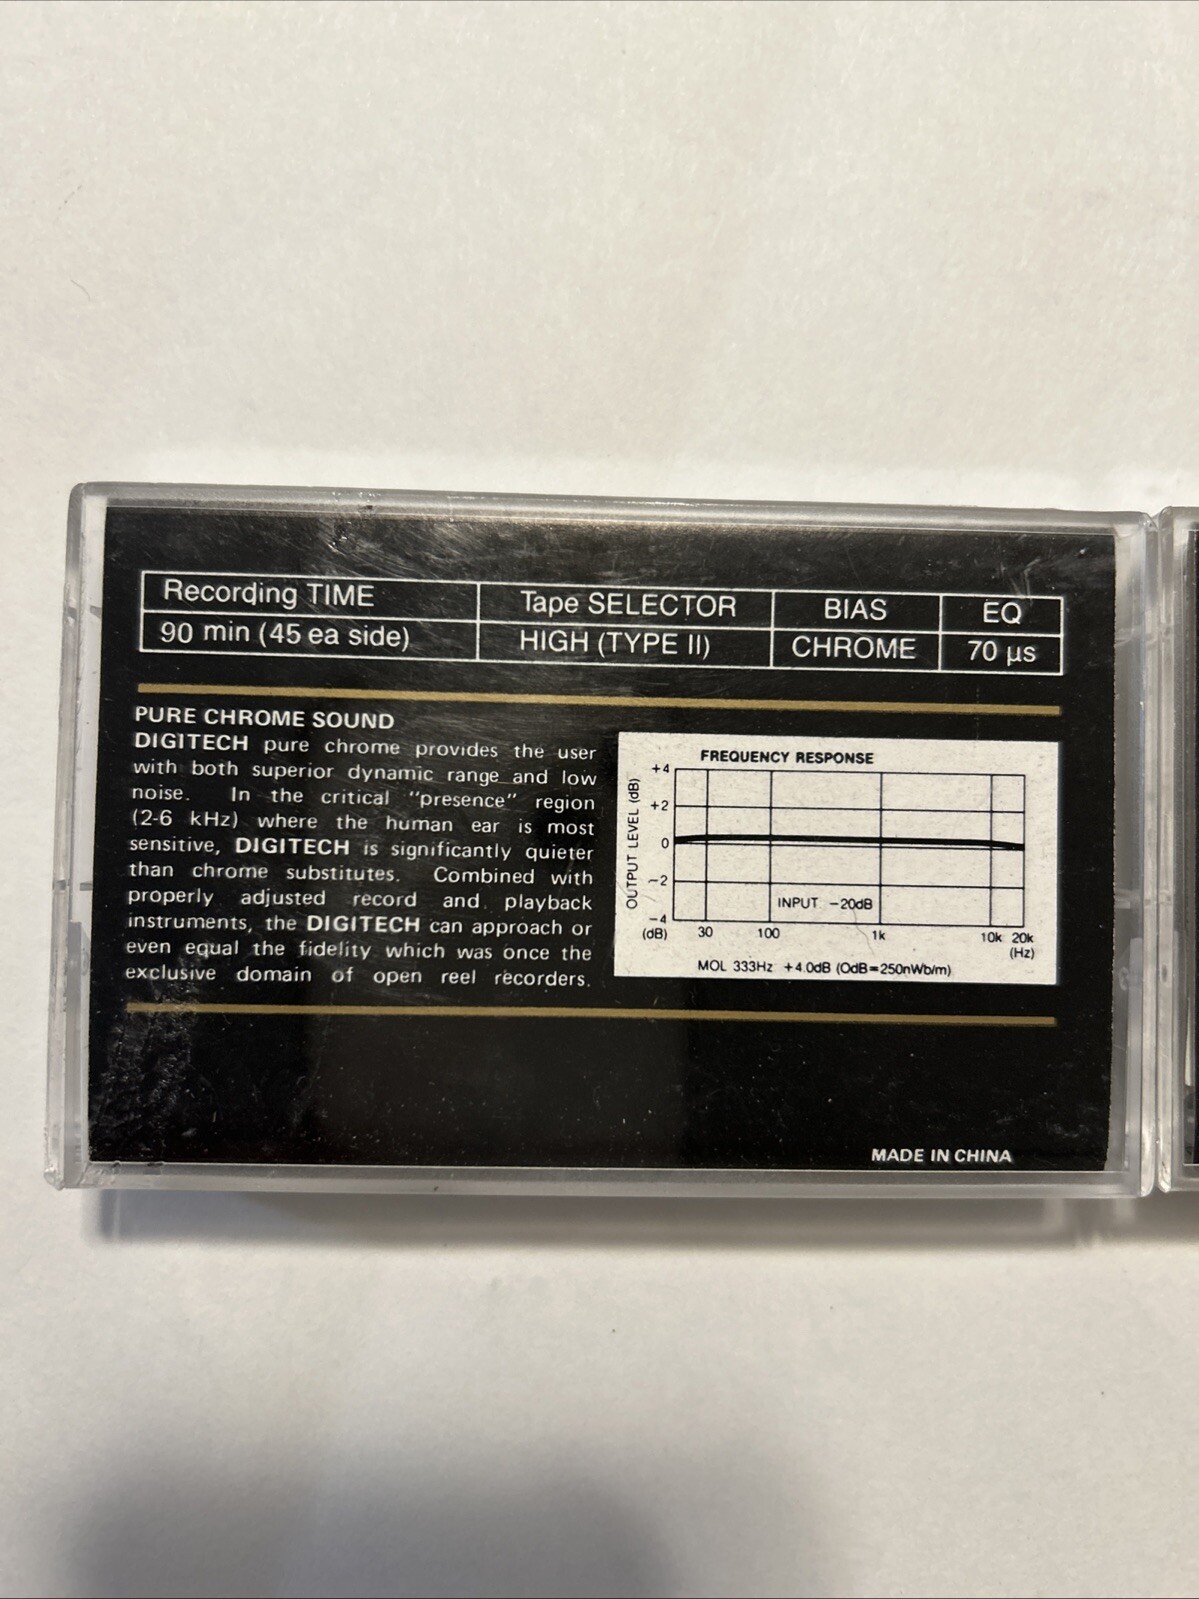 Recording TIME Tape SELECTOR BIAS EQ
90 min (45 ea side) HIGH (TYPE II) CHROME 70 µs
PURE CHROME SOUND
DIGITECH pure chrome provides the user
with both superior dynamic range and low
noise. In the critical "presence" region
(2-6 kHz) where the human ear is most
sensitive, DIGITECH is significantly quieter
than chrome substitutes. Combined with
properly adjusted record and playback
instruments, the DIGITECH can approach or
even equal the fidelity which was once the
exclusive domain of open reel recorders.
FREQUENCY RESPONSE
OUTPUT LEVEL (dB)
+4
+2
0
−2
−4
INPUT −20dB
(dB) 30 100 1k 10k 20k
(Hz)
MOL 333Hz +4.0dB (OdB=250nWb/m)
MADE IN CHINA